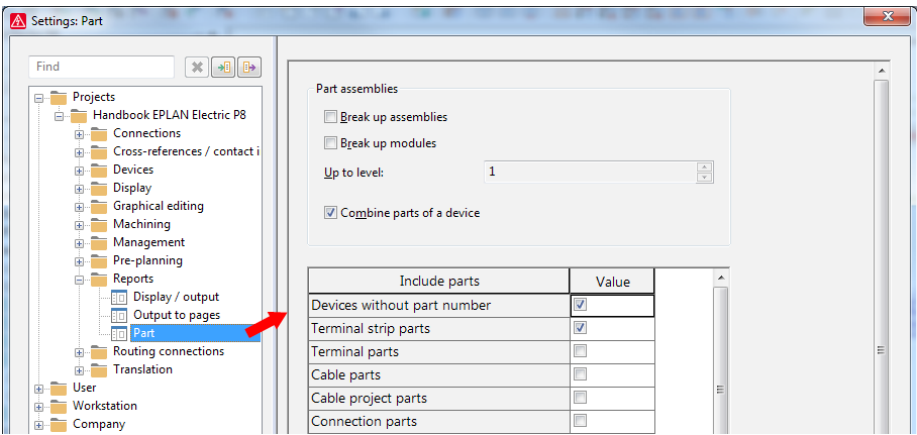 Settings: Part
Find
Projects
Handbook EPLAN Electric P8
Connections
Cross-references / contact i
Devices
Display
Graphical editing
Machining
Management
Pre-planning
Reports
Display / output
Output to pages
Part
Routing connections
Translation
User
Workstation
Company
Part assemblies
Break up assemblies
Break up modules
Up to level: 1
Combine parts of a device
Include parts Value
Devices without part number
Terminal strip parts
Terminal parts
Cable parts
Cable project parts
Connection parts